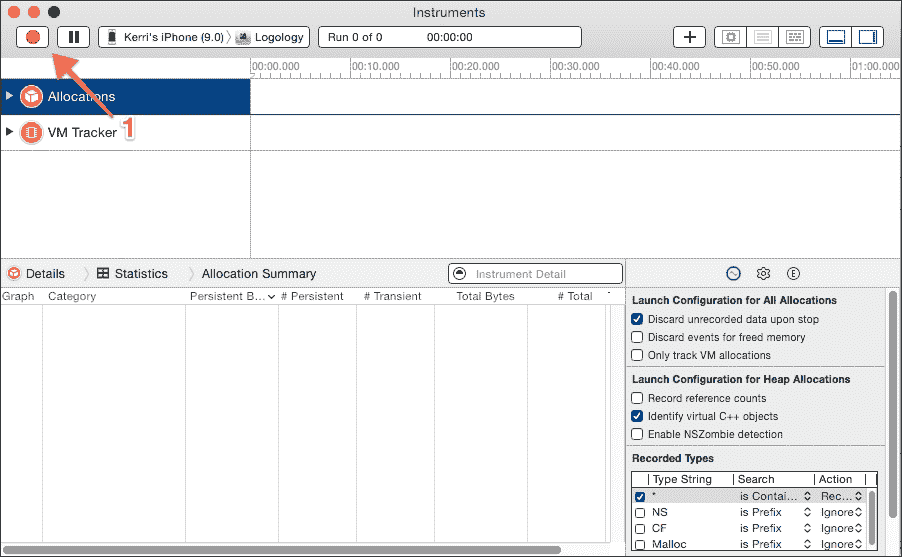 Instruments
Kerri's iPhone (9.0) Logology
Run 0 of 0 00:00:00
00:00.000 00:10.000 00:20.000 00:30.000 00:40.000 00:50.000 01:00.000
Allocations
1
VM Tracker
Details Statistics Allocation Summary Instrument Detail E
Graph Category Persistent B... # Persistent # Transient Total Bytes # Total
Launch Configuration for All Allocations
Discard unrecorded data upon stop
Discard events for freed memory
Only track VM allocations
Launch Configuration for Heap Allocations
Record reference counts
Identify virtual C++ objects
Enable NSZombie detection
Recorded Types
Type String Search Action
* is Contai... Rec...
NS is Prefix Ignore
CF is Prefix Ignore
Malloc is Prefix Ignore